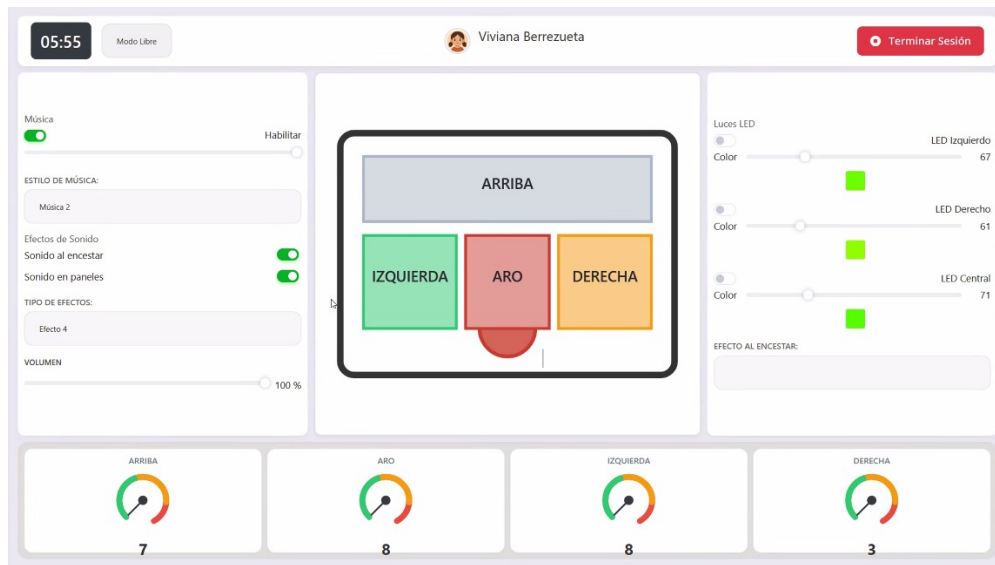 05:55
Modo Libre
Viviana Berrezueta
Terminar Sesión
Música
Habilitar
ESTILO DE MÚSICA:
Música 2
Efectos de Sonido
Sonido al encestar
Sonido en paneles
TIPO DE EFECTOS:
Efecto 4
VOLUMEN
100 %
ARRIBA
IZQUIERDA
ARO
DERECHA
Luces LED
LED Izquierdo
Color
67
LED Derecho
Color
61
LED Central
Color
71
EFECTO AL ENCESTAR:
ARRIBA
7
ARO
8
IZQUIERDA
8
DERECHA
3